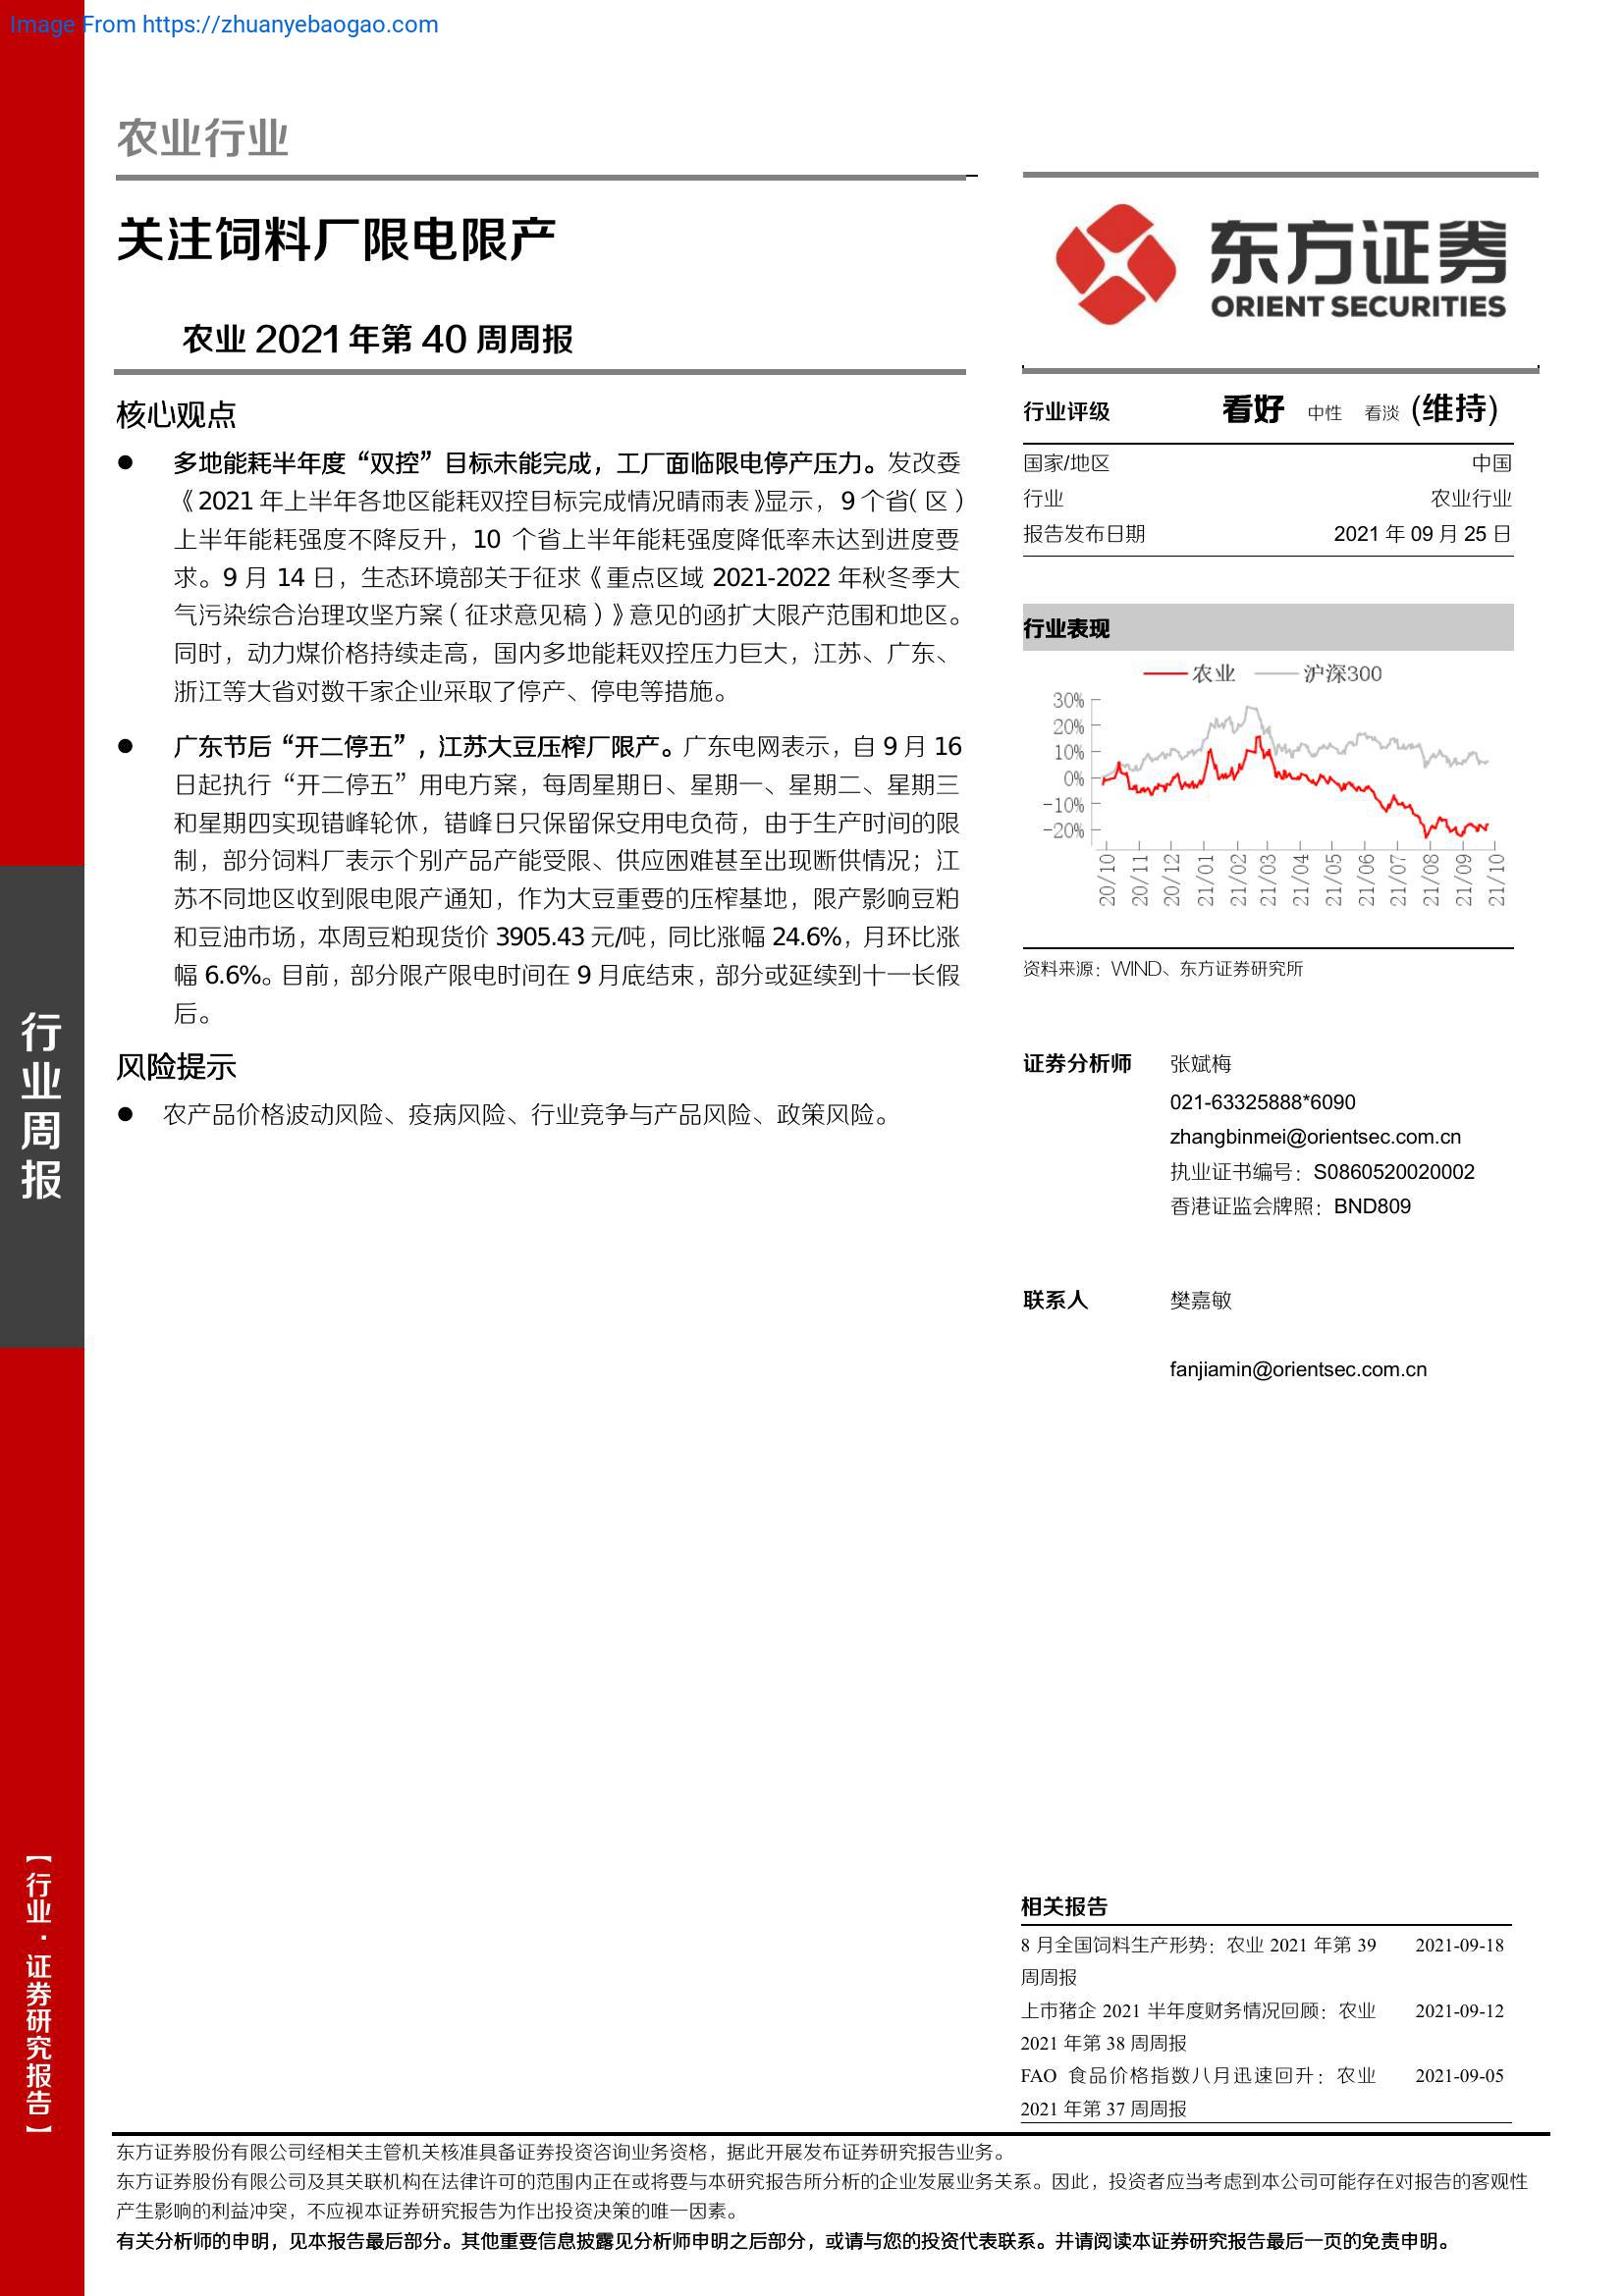 Image From https://zhuanyebaogao.com
农业行业
关注饲料厂限电限产
农业 2021 年第 40 周周报
核心观点
● 多地能耗半年度“双控”目标未能完成，工厂面临限电停产压力。发改委
《2021 年上半年各地区能耗双控目标完成情况晴雨表》显示，9 个省（区）
上半年能耗强度不降反升，10 个省上半年能耗强度降低率未达到进度要
求。9 月 14 日，生态环境部关于征求《重点区域 2021-2022 年秋冬季大
气污染综合治理攻坚方案（征求意见稿）》意见的函扩大限产范围和地区。
同时，动力煤价格持续走高，国内多地能耗双控压力巨大，江苏、广东、
浙江等大省对数千家企业采取了停产、停电等措施。
● 广东节后“开二停五”，江苏大豆压榨厂限产。广东电网表示，自 9 月 16
日起执行“开二停五”用电方案，每周星期日、星期一、星期二、星期三
和星期四实现错峰轮休，错峰日只保留保安用电负荷，由于生产时间的限
制，部分饲料厂表示个别产品产能受限、供应困难甚至出现断供情况；江
苏不同地区收到限电限产通知，作为大豆重要的压榨基地，限产影响豆粕
和豆油市场，本周豆粕现货价 3905.43 元/吨，同比涨幅 24.6%，月环比涨
幅 6.6%。目前，部分限产限电时间在 9 月底结束，部分或延续到十一长假
后。
风险提示
● 农产品价格波动风险、疫病风险、行业竞争与产品风险、政策风险。
东方证券
ORIENT SECURITIES
行业评级 看好 中性 看淡 (维持)
国家/地区 中国
行业 农业行业
报告发布日期 2021 年 09 月 25 日
行业表现
农业 沪深300
30%
20%
10%
0%
-10%
-20%
20/10 20/11 20/12 21/01 21/02 21/03 21/04 21/05 21/06 21/07 21/08 21/09 21/10
资料来源：WIND、东方证券研究所
证券分析师 张斌梅
021-63325888*6090
zhangbinmei@orientsec.com.cn
执业证书编号：S0860520020002
香港证监会牌照：BND809
联系人 樊嘉敏
fanjiamin@orientsec.com.cn
相关报告
8 月全国饲料生产形势：农业 2021 年第 39 2021-09-18
周周报
上市猪企 2021 半年度财务情况回顾：农业 2021-09-12
2021 年第 38 周周报
FAO 食品价格指数八月迅速回升：农业 2021-09-05
2021 年第 37 周周报
行业周报
【行业·证券研究报告】
东方证券股份有限公司经相关主管机关核准具备证券投资咨询业务资格，据此开展发布证券研究报告业务。
东方证券股份有限公司及其关联机构在法律许可的范围内正在或将要与本研究报告所分析的企业发展业务关系。因此，投资者应当考虑到本公司可能存在对报告的客观性
产生影响的利益冲突，不应视本证券研究报告为作出投资决策的唯一因素。
有关分析师的申明，见本报告最后部分。其他重要信息披露见分析师申明之后部分，或请与您的投资代表联系。并请阅读本证券研究报告最后一页的免责申明。